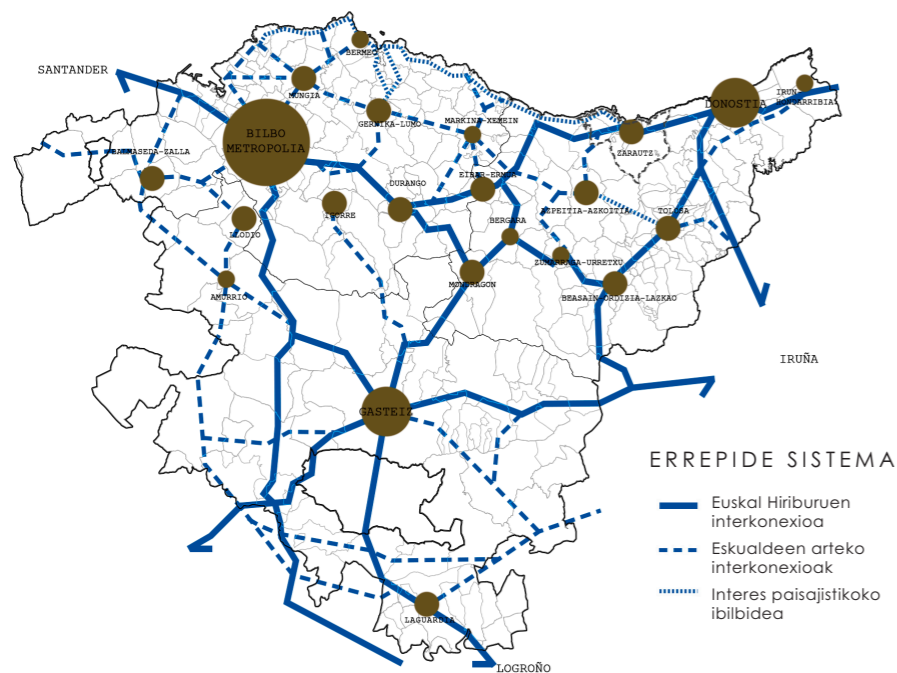 SANTANDER
BERMEO
MUNGIA
GERNIKA-LUMO
MARKINA-XEMEIN
DONOSTIA
IRUN-
HONDARRIBIA
BILBO
METROPOLIA
BALMASEDA-ZALLA
ZARAUTZ
DURANGO
EIBAR-ERMUA
IGORRE
LLODIO
BERGARA
AZPEITIA-AZKOITIA
TOLOSA
AMURRIO
MONDRAGON
ZUMARRAGA-URRETXU
BEASAIN-ORDIZIA-LAZKAO
IRUÑA
GASTEIZ
LAGUARDIA
LOGROÑO
ERREPIDE SISTEMA
Euskal Hiriburuen
interkonexioa
Eskualdeen arteko
interkonexioak
Interes paisajistikoko
ibilbidea